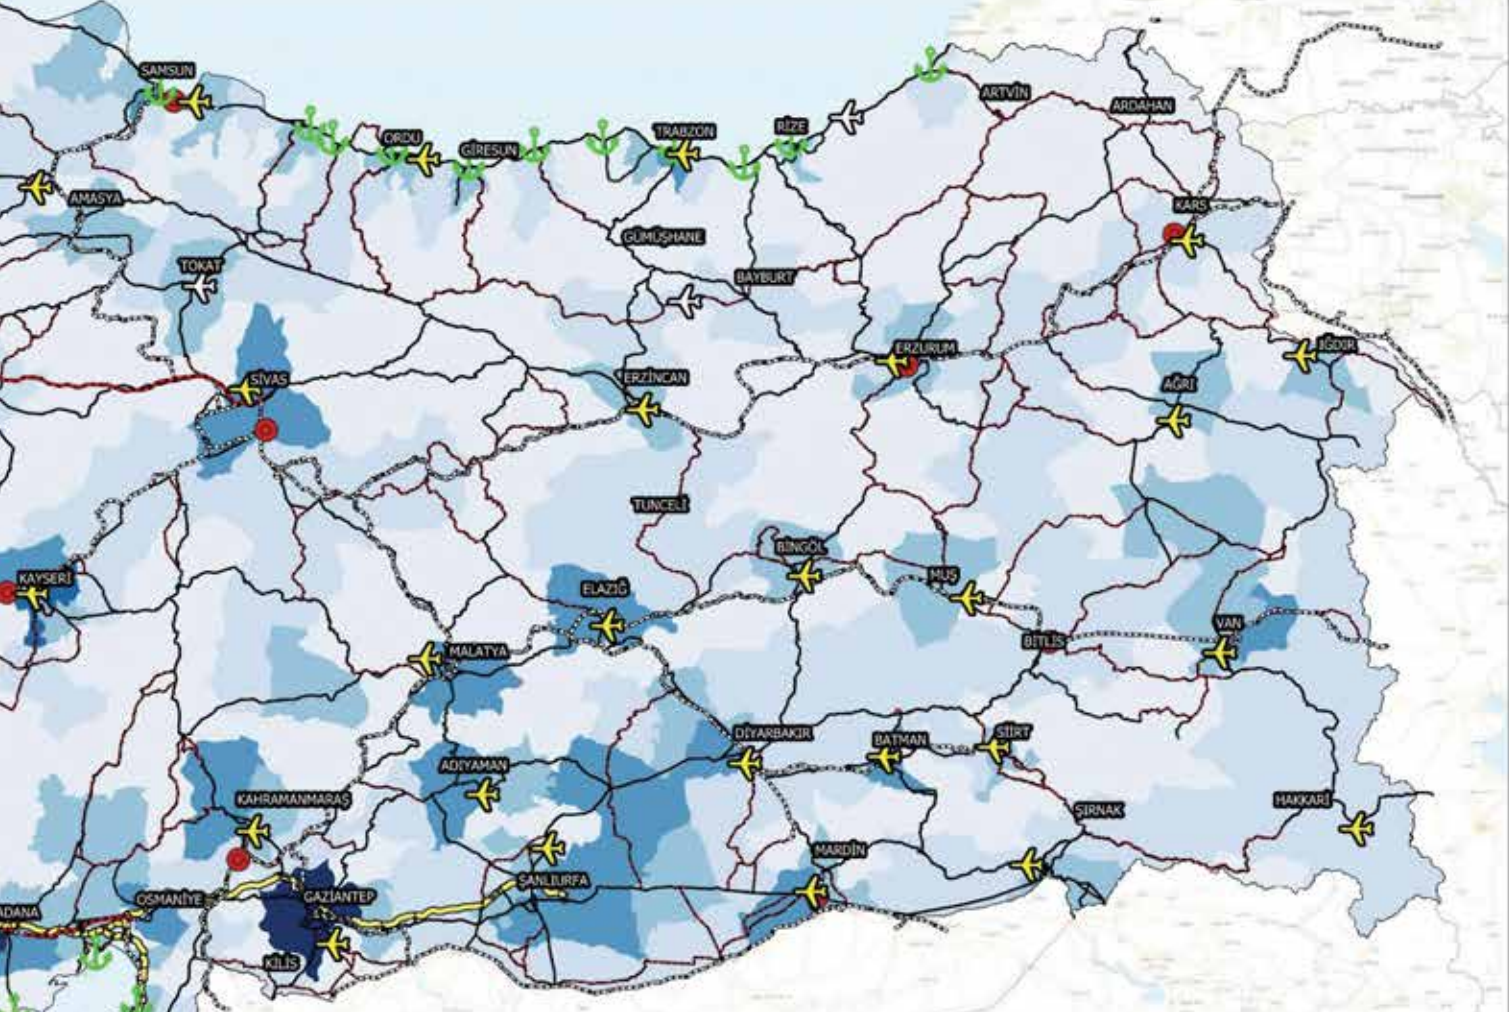 SAMSUN
ORDU
GİRESUN
TRABZON
RİZE
ARTVİN
ARDAHAN
AMASYA
KARS
GÜMÜŞHANE
TOKAT
BAYBURT
IĞDIR
ERZURUM
SİVAS
ERZİNCAN
AĞRI
TUNCELİ
BİNGÖL
KAYSERİ
MUŞ
ELAZIĞ
VAN
BİTLİS
MALATYA
DİYARBAKIR
BATMAN
SİİRT
ADIYAMAN
KAHRAMANMARAŞ
HAKKARİ
ŞIRNAK
MARDİN
ŞANLIURFA
OSMANİYE
GAZİANTEP
ADANA
KİLİS